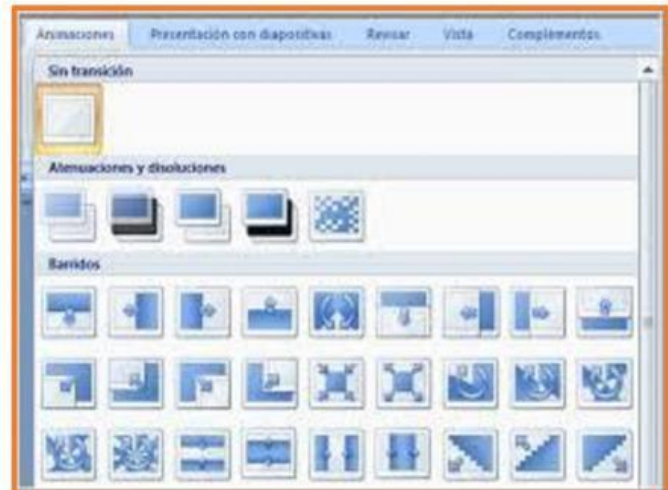 Animaciones Presentación con diapositivas Revisar Vista Complementos
Sin transición
Atenuaciones y disoluciones
Barridos